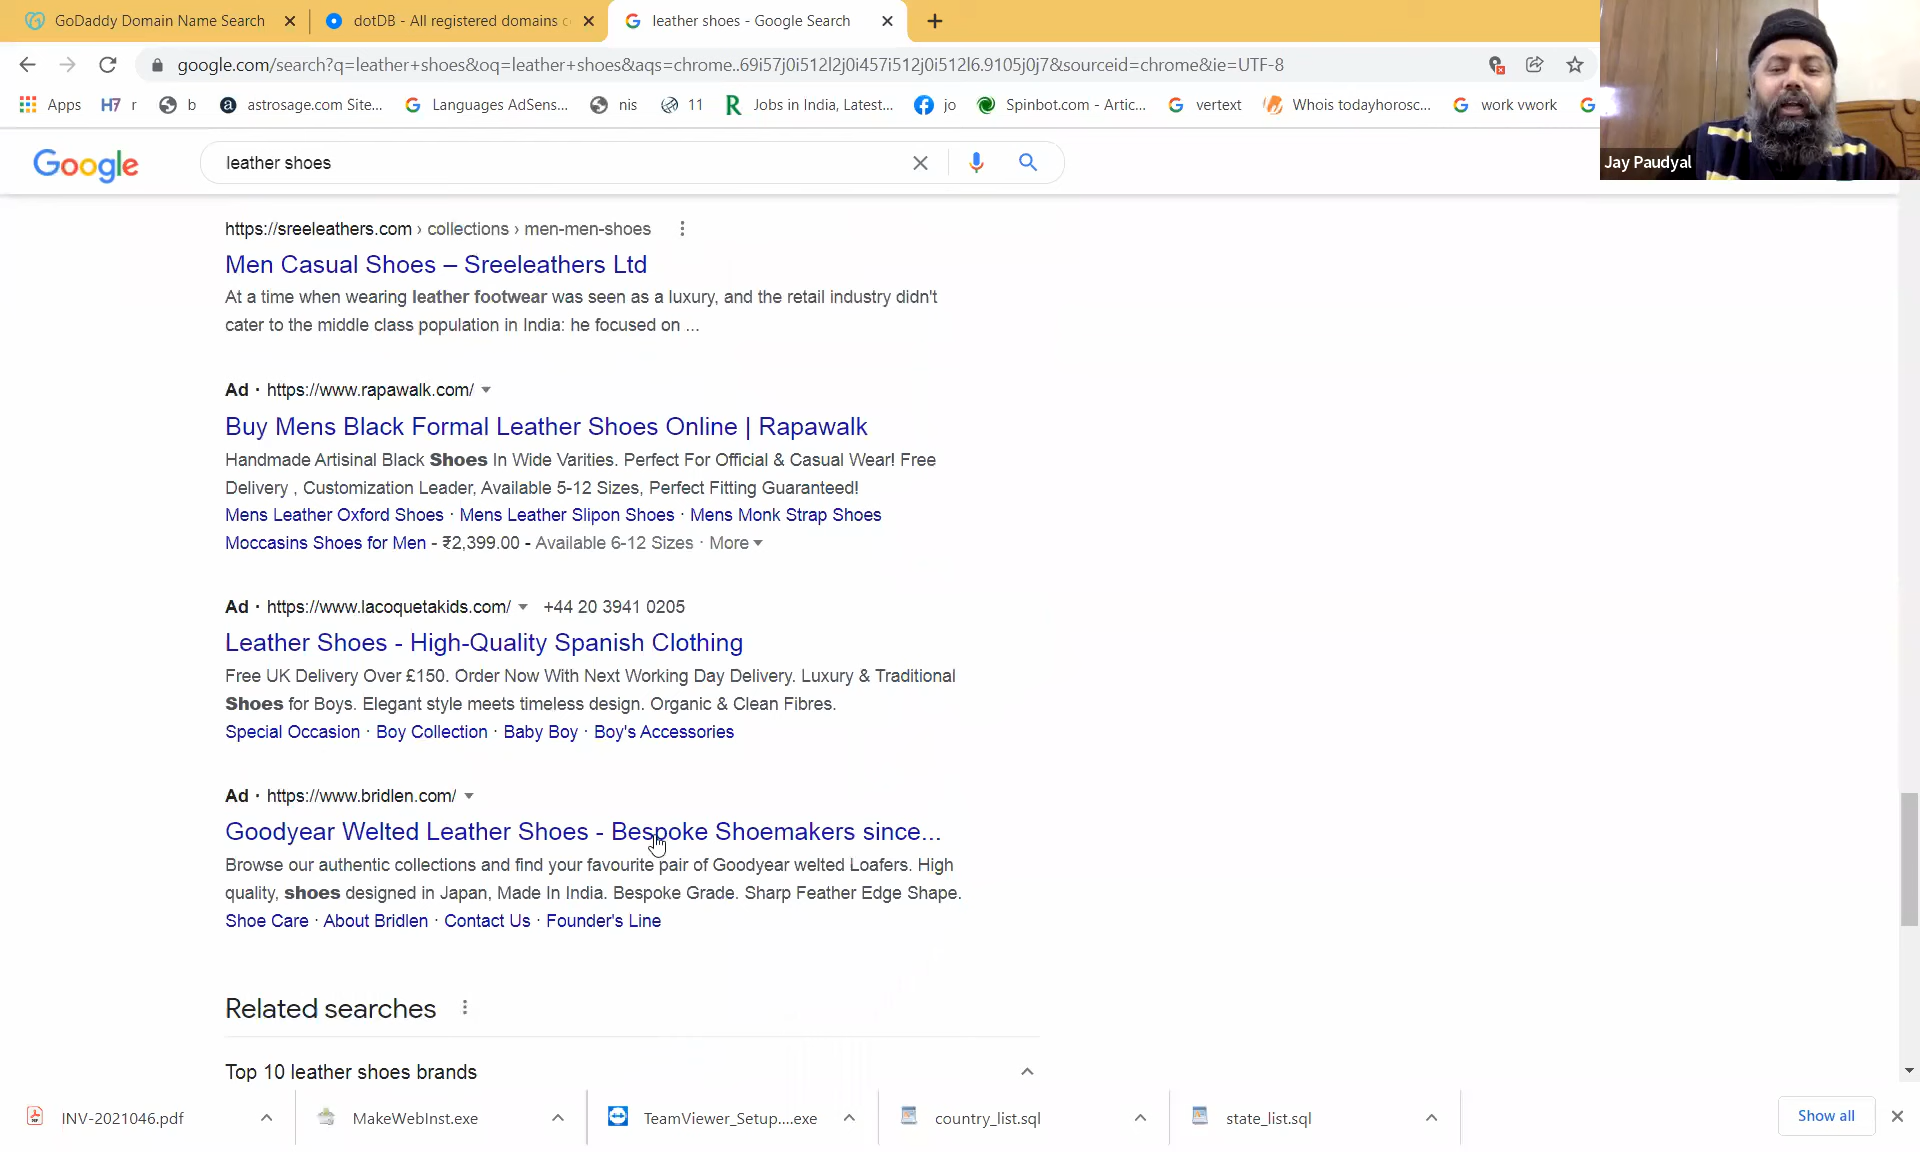 GoDaddy Domain Name Search
dotDB - All registered domains c
leather shoes - Google Search
google.com/search?q=leather+shoes&oq=leather+shoes&aqs=chrome..69i57j0i512l2j0i457i512j0i512l6.9105j0j7&sourceid=chrome&ie=UTF-8
Apps
H7 r
b
astrosage.com Site...
Languages AdSens...
nis
11
Jobs in India, Latest...
jo
Spinbot.com - Artic...
vertext
Whois todayhorosc...
work vwork
Jay Paudyal
Google
leather shoes
https://sreeleathers.com › collections › men-men-shoes
Men Casual Shoes – Sreeleathers Ltd
At a time when wearing leather footwear was seen as a luxury, and the retail industry didn't
cater to the middle class population in India: he focused on ...
Ad · https://www.rapawalk.com/
Buy Mens Black Formal Leather Shoes Online | Rapawalk
Handmade Artisinal Black Shoes In Wide Varities. Perfect For Official & Casual Wear! Free
Delivery , Customization Leader, Available 5-12 Sizes, Perfect Fitting Guaranteed!
Mens Leather Oxford Shoes · Mens Leather Slipon Shoes · Mens Monk Strap Shoes
Moccasins Shoes for Men - ₹2,399.00 - Available 6-12 Sizes · More
Ad · https://www.lacoquetakids.com/ +44 20 3941 0205
Leather Shoes - High-Quality Spanish Clothing
Free UK Delivery Over £150. Order Now With Next Working Day Delivery. Luxury & Traditional
Shoes for Boys. Elegant style meets timeless design. Organic & Clean Fibres.
Special Occasion · Boy Collection · Baby Boy · Boy's Accessories
Ad · https://www.bridlen.com/
Goodyear Welted Leather Shoes - Bespoke Shoemakers since...
Browse our authentic collections and find your favourite pair of Goodyear welted Loafers. High
quality, shoes designed in Japan, Made In India. Bespoke Grade. Sharp Feather Edge Shape.
Shoe Care · About Bridlen · Contact Us · Founder's Line
Related searches
Top 10 leather shoes brands
INV-2021046.pdf
MakeWebInst.exe
TeamViewer_Setup....exe
country_list.sql
state_list.sql
Show all